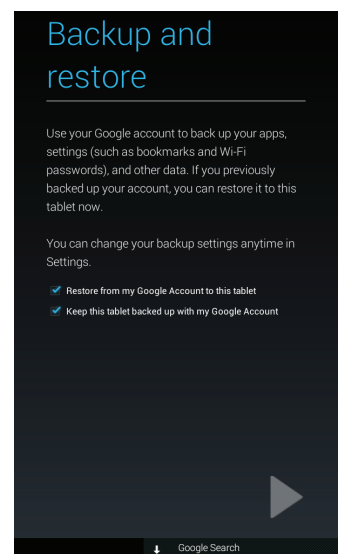 Backup and
restore
Use your Google account to back up your apps,
settings (such as bookmarks and Wi-Fi
passwords), and other data. If you previously
backed up your account, you can restore it to this
tablet now.
You can change your backup settings anytime in
Settings.
Restore from my Google Account to this tablet
Keep this tablet backed up with my Google Account
Google Search